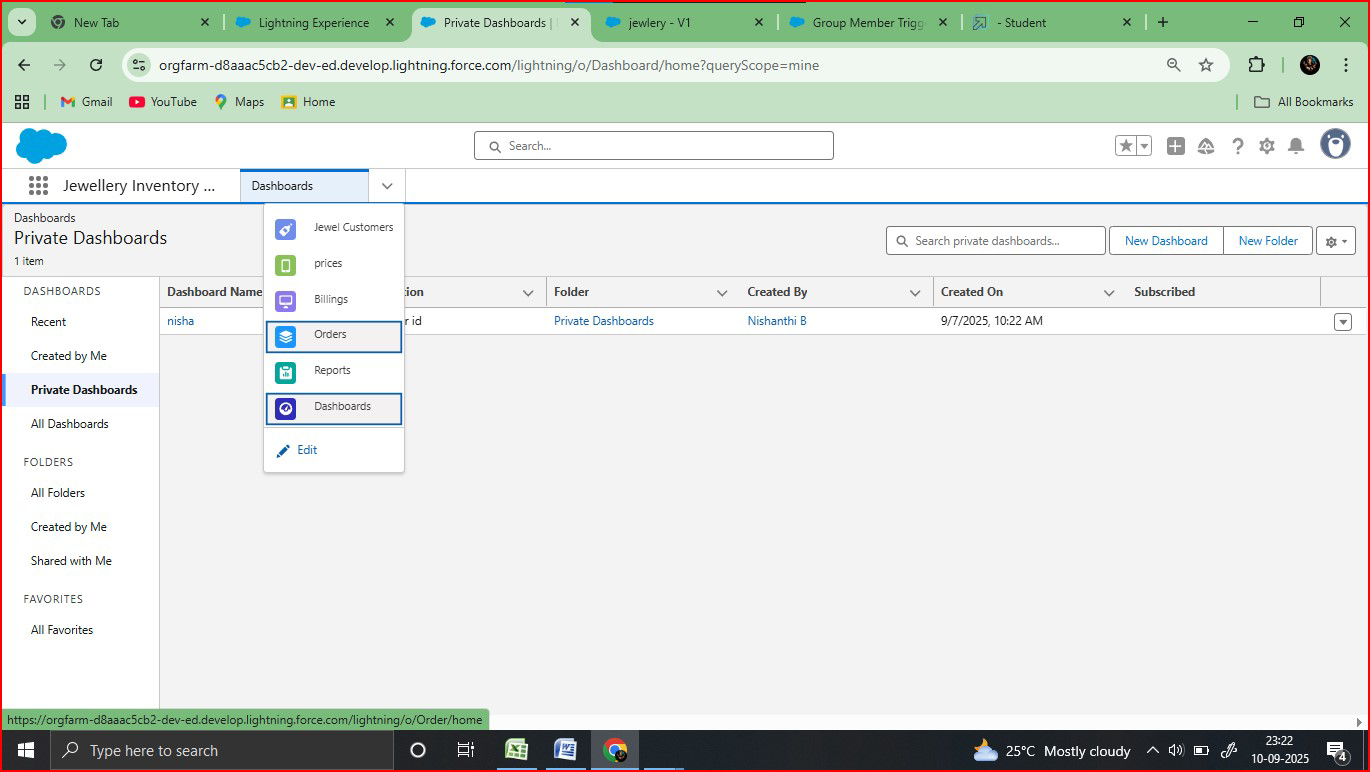 New Tab
Lightning Experience
Private Dashboards |
jewlery - V1
Group Member Trigg
- Student
orgfarm-d8aaac5cb2-dev-ed.develop.lightning.force.com/lightning/o/Dashboard/home?queryScope=mine
Gmail
YouTube
Maps
Home
All Bookmarks
Search...
Jewellery Inventory ...
Dashboards
Dashboards
Private Dashboards
1 item
Search private dashboards...
New Dashboard
New Folder
Jewel Customers
prices
Billings
Orders
Reports
Dashboards
Edit
DASHBOARDS
Recent
Created by Me
Private Dashboards
All Dashboards
FOLDERS
All Folders
Created by Me
Shared with Me
FAVORITES
All Favorites
Dashboard Name
tion
Folder
Created By
Created On
Subscribed
nisha
r id
Private Dashboards
Nishanthi B
9/7/2025, 10:22 AM
https://orgfarm-d8aaac5cb2-dev-ed.develop.lightning.force.com/lightning/o/Order/home
Type here to search
25°C Mostly cloudy
23:22
10-09-2025
4